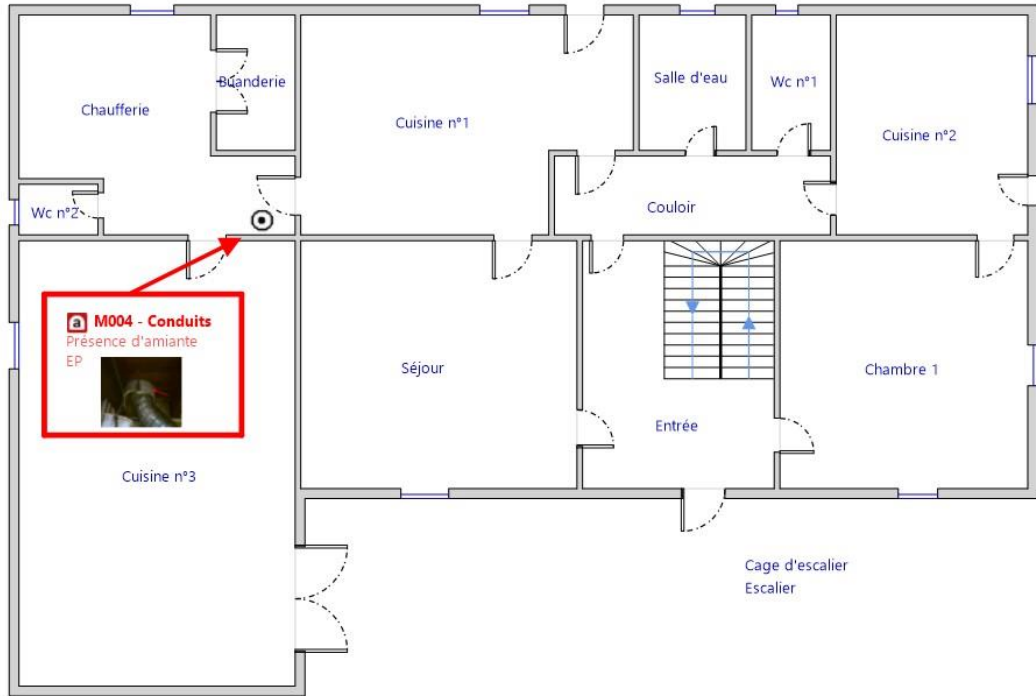 Chaufferie
Buanderie
Cuisine n°1
Salle d'eau
Wc n°1
Cuisine n°2
Wc n°2
Couloir
a M004 - Conduits
Présence d'amiante
EP
Séjour
Entrée
Chambre 1
Cuisine n°3
Cage d'escalier
Escalier